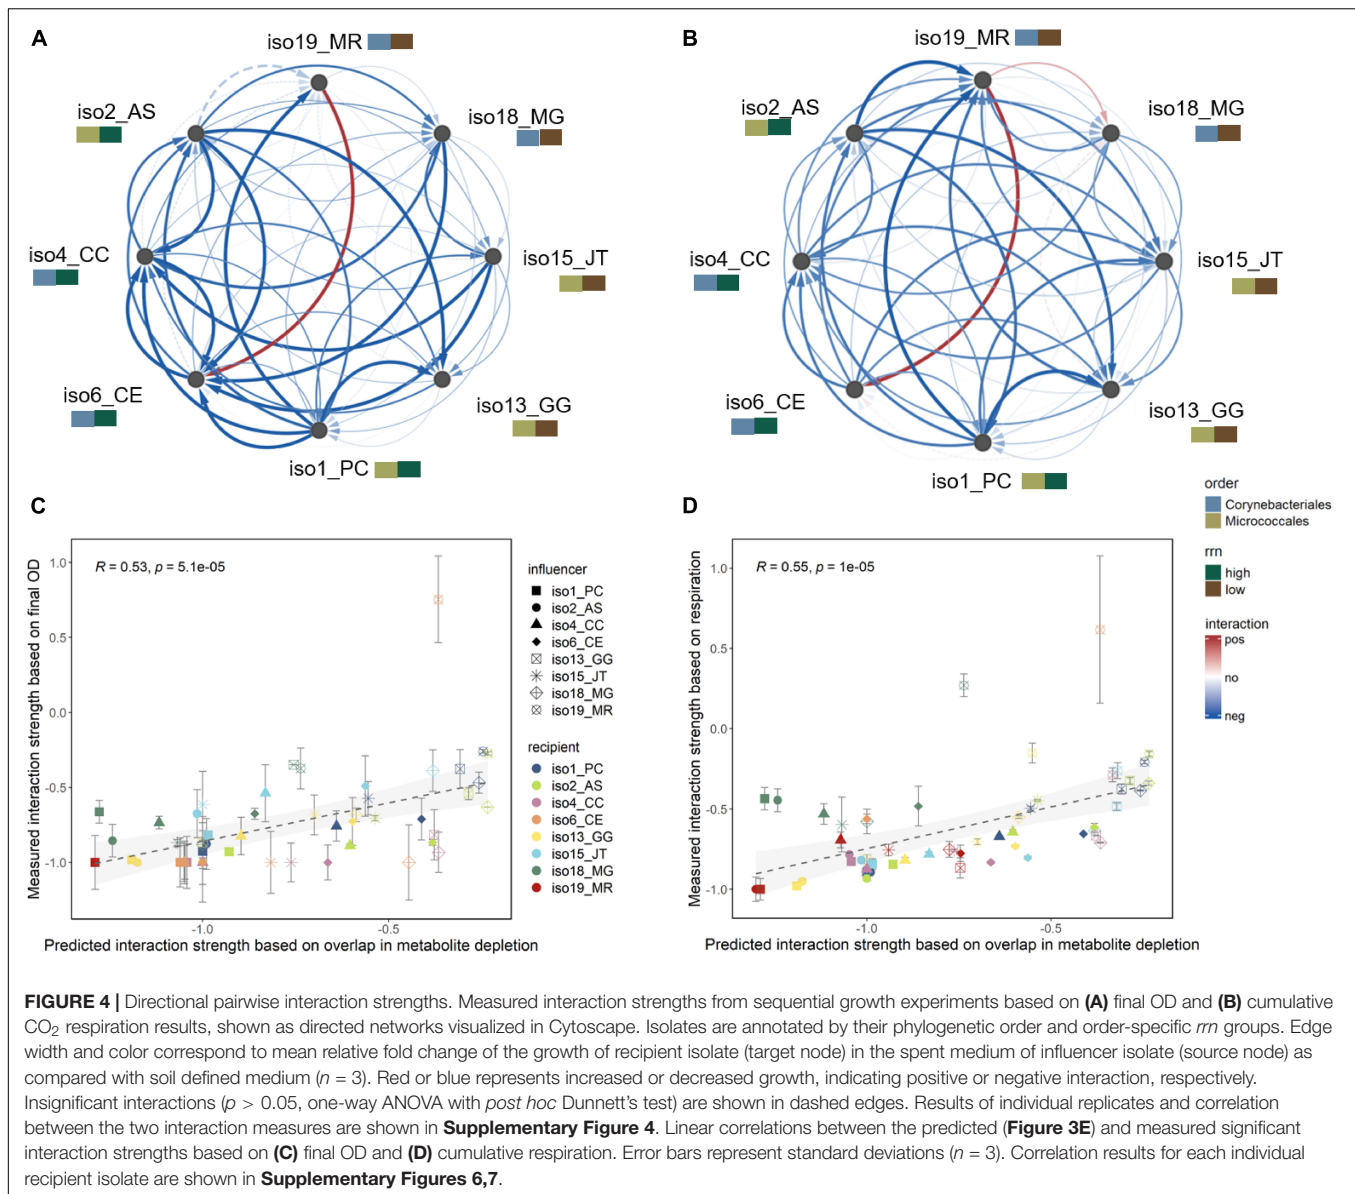 A
iso19_MR
iso2_AS
iso18_MG
iso4_CC
iso15_JT
iso6_CE
iso13_GG
iso1_PC
B
iso19_MR
iso2_AS
iso18_MG
iso4_CC
iso15_JT
iso6_CE
iso13_GG
iso1_PC
order
Corynebacteriales
Micrococcales
rrn
high
low
interaction
pos
no
neg
C
R = 0.53, p = 5.1e-05
Measured interaction strength based on final OD
1.0
0.5
0.0
-0.5
-1.0
-1.0
-0.5
Predicted interaction strength based on overlap in metabolite depletion
influencer
iso1_PC
iso2_AS
iso4_CC
iso6_CE
iso13_GG
iso15_JT
iso18_MG
iso19_MR
recipient
iso1_PC
iso2_AS
iso4_CC
iso6_CE
iso13_GG
iso15_JT
iso18_MG
iso19_MR
D
R = 0.55, p = 1e-05
Measured interaction strength based on respiration
1.0
0.5
0.0
-0.5
-1.0
-1.0
-0.5
Predicted interaction strength based on overlap in metabolite depletion
FIGURE 4 | Directional pairwise interaction strengths. Measured interaction strengths from sequential growth experiments based on (A) final OD and (B) cumulative
CO₂ respiration results, shown as directed networks visualized in Cytoscape. Isolates are annotated by their phylogenetic order and order-specific rrn groups. Edge
width and color correspond to mean relative fold change of the growth of recipient isolate (target node) in the spent medium of influencer isolate (source node) as
compared with soil defined medium (n = 3). Red or blue represents increased or decreased growth, indicating positive or negative interaction, respectively.
Insignificant interactions (p > 0.05, one-way ANOVA with post hoc Dunnett's test) are shown in dashed edges. Results of individual replicates and correlation
between the two interaction measures are shown in Supplementary Figure 4. Linear correlations between the predicted (Figure 3E) and measured significant
interaction strengths based on (C) final OD and (D) cumulative respiration. Error bars represent standard deviations (n = 3). Correlation results for each individual
recipient isolate are shown in Supplementary Figures 6,7.